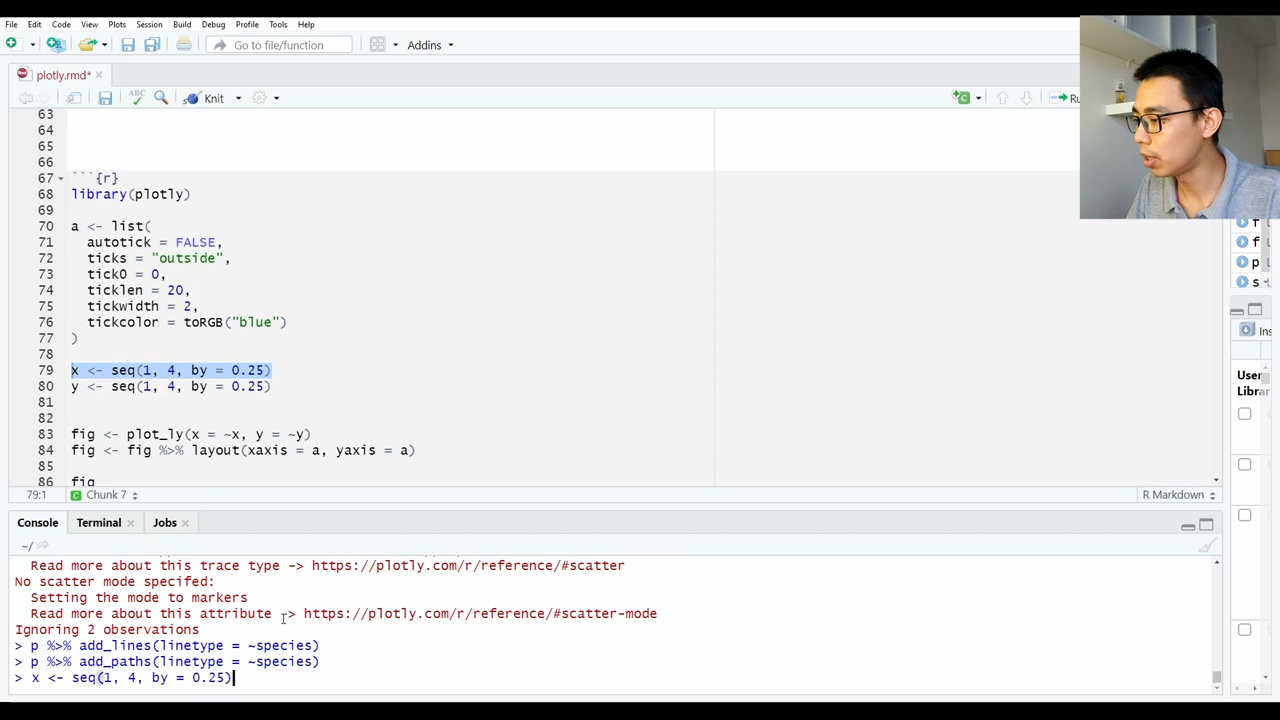 File Edit Code View Plots Session Build Debug Profile Tools Help
Go to file/function Addins
plotly.rmd*
ABC Knit Ru
63
64
65
66
67 ```{r}
68 library(plotly)
69
70 a <- list(
71 autotick = FALSE,
72 ticks = "outside",
73 tick0 = 0,
74 ticklen = 20,
75 tickwidth = 2,
76 tickcolor = toRGB("blue")
77 )
78
79 x <- seq(1, 4, by = 0.25)
80 y <- seq(1, 4, by = 0.25)
81
82
83 fig <- plot_ly(x = ~x, y = ~y)
84 fig <- fig %>% layout(xaxis = a, yaxis = a)
85
86 fig
79:1 Chunk 7 R Markdown
f
f
p
s
Ins
User
Librar
Console Terminal Jobs
~/
Read more about this trace type -> https://plotly.com/r/reference/#scatter
No scatter mode specifed:
Setting the mode to markers
Read more about this attribute -> https://plotly.com/r/reference/#scatter-mode
Ignoring 2 observations
> p %>% add_lines(linetype = ~species)
> p %>% add_paths(linetype = ~species)
> x <- seq(1, 4, by = 0.25)